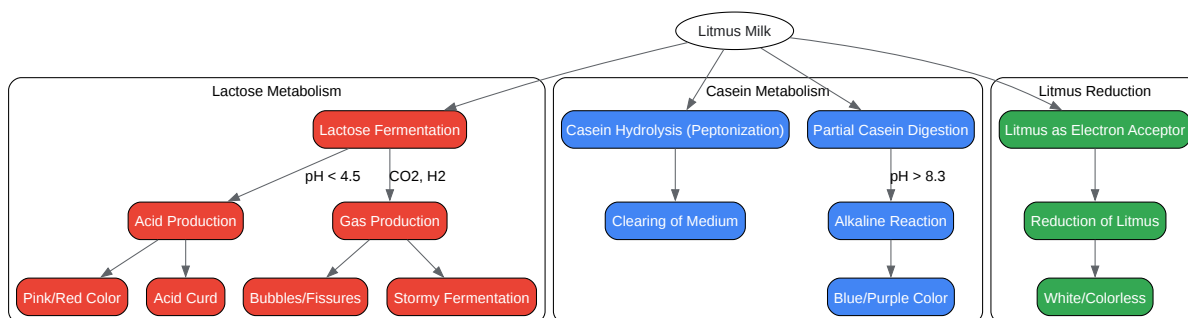 Litmus Milk
Lactose Metabolism
Casein Metabolism
Litmus Reduction
Lactose Fermentation
Casein Hydrolysis (Peptonization)
Partial Casein Digestion
Litmus as Electron Acceptor
pH < 4.5
CO2, H2
pH > 8.3
Acid Production
Gas Production
Clearing of Medium
Alkaline Reaction
Reduction of Litmus
Pink/Red Color
Acid Curd
Bubbles/Fissures
Stormy Fermentation
Blue/Purple Color
White/Colorless